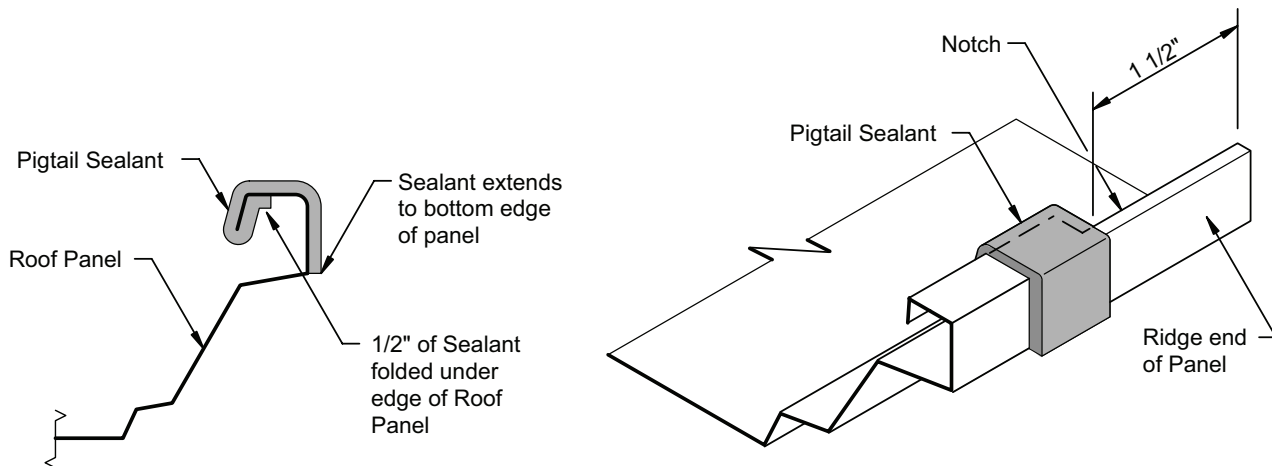 Pigtail Sealant
Roof Panel
Sealant extends
to bottom edge
of panel
1/2" of Sealant
folded under
edge of Roof
Panel
Notch
1 1/2"
Pigtail Sealant
Ridge end
of Panel